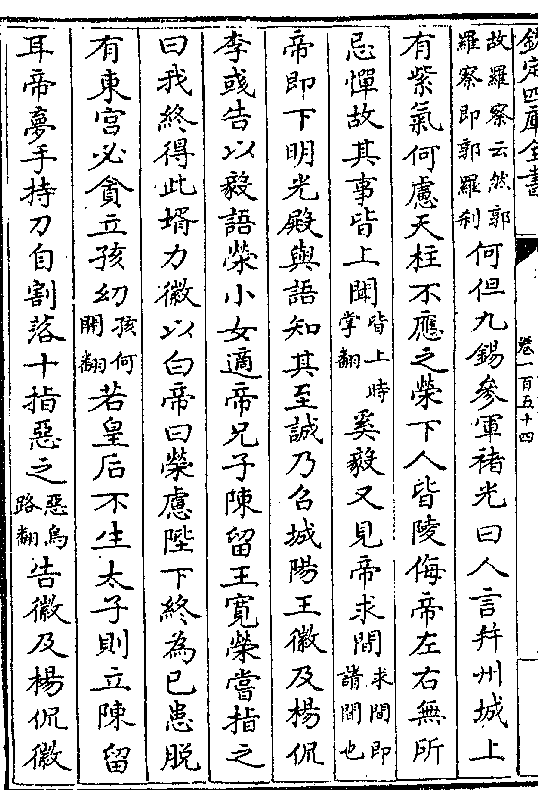 欽定四庫全書
卷一百五十四
故羅察云然郭
羅察即郭羅利
何但九錫參軍褚光曰人言并州城上
有紫氣何慮天柱不應之榮下人皆陵侮帝左右無所
忌憚故其事皆上聞
皆上時
掌翻
奚毅又見帝求間
求間即
請間也
帝即下明光殿與語知其至誠乃召城陽王徽及楊侃
李彧告以毅語榮小女適帝兄子陳留王寛榮嘗指之
曰我終得此壻力徽以白帝曰榮慮陛下終為已患脱
有東宮必貪立孩幼
孩何
開翻
若皇后不生太子則立陳留
耳帝夢手持刀自割落十指惡之
惡烏
路翻
告徽及楊侃徽